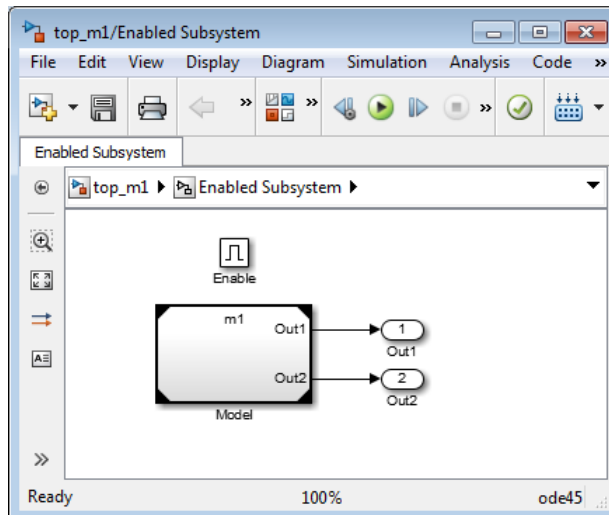 top_m1/Enabled Subsystem
File Edit View Display Diagram Simulation Analysis Code »
Enabled Subsystem
top_m1 Enabled Subsystem
Enable
m1
Out1
1
Out1
Out2
2
Out2
Model
Ready 100% ode45